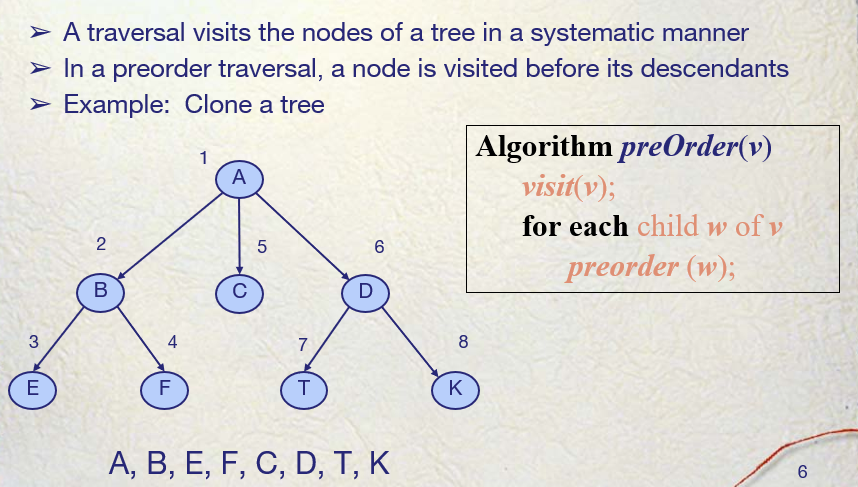 ➢ A traversal visits the nodes of a tree in a systematic manner
➢ In a preorder traversal, a node is visited before its descendants
➢ Example: Clone a tree
Algorithm preOrder(v)
visit(v);
for each child w of v
preorder (w);
1
A
2
5
6
B
C
D
3
4
7
8
E
F
T
K
A, B, E, F, C, D, T, K
6